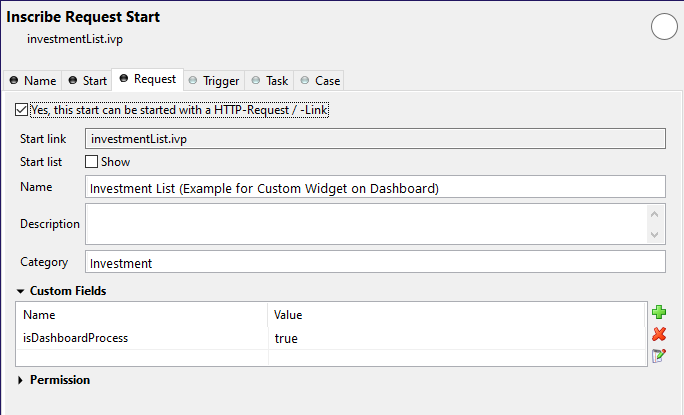 Inscribe Request Start
investmentList.ivp
Name Start Request Trigger Task Case
Yes, this start can be started with a HTTP-Request / -Link
Start link investmentList.ivp
Start list Show
Name Investment List (Example for Custom Widget on Dashboard)
Description
Category Investment
Custom Fields
Name Value
isDashboardProcess true
Permission